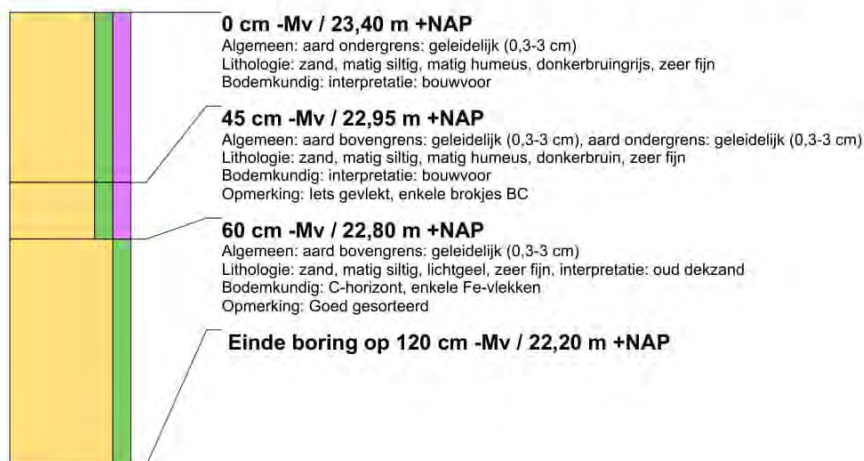 0 cm -Mv / 23,40 m +NAP
Algemeen: aard ondergrens: geleidelijk (0,3-3 cm)
Lithologie: zand, matig siltig, matig humeus, donkerbruingrijs, zeer fijn
Bodemkundig: interpretatie: bouwvoor
45 cm -Mv / 22,95 m +NAP
Algemeen: aard bovengrens: geleidelijk (0,3-3 cm), aard ondergrens: geleidelijk (0,3-3 cm)
Lithologie: zand, matig siltig, matig humeus, donkerbruin, zeer fijn
Bodemkundig: interpretatie: bouwvoor
Opmerking: Iets gevlekt, enkele brokjes BC
60 cm -Mv / 22,80 m +NAP
Algemeen: aard bovengrens: geleidelijk (0,3-3 cm)
Lithologie: zand, matig siltig, lichtgeel, zeer fijn, interpretatie: oud dekzand
Bodemkundig: C-horizont, enkele Fe-vlekken
Opmerking: Goed gesorteerd
Einde boring op 120 cm -Mv / 22,20 m +NAP